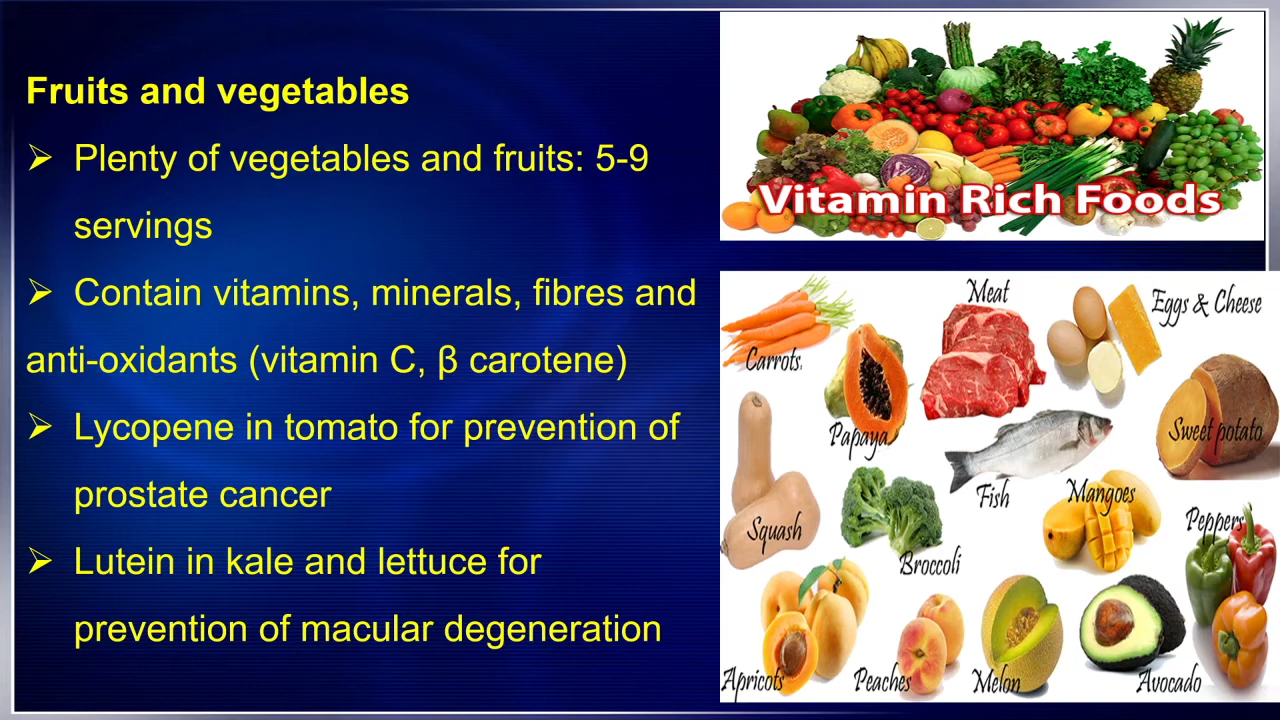 Fruits and vegetables
➢ Plenty of vegetables and fruits: 5-9
servings
➢ Contain vitamins, minerals, fibres and
anti-oxidants (vitamin C, β carotene)
➢ Lycopene in tomato for prevention of
prostate cancer
➢ Lutein in kale and lettuce for
prevention of macular degeneration
Vitamin Rich Foods
Meat
Eggs & Cheese
Carrots
Papaya
Sweet potato
Fish
Mangoes
Squash
Peppers
Broccoli
Apricots
Peaches
Melon
Avocado